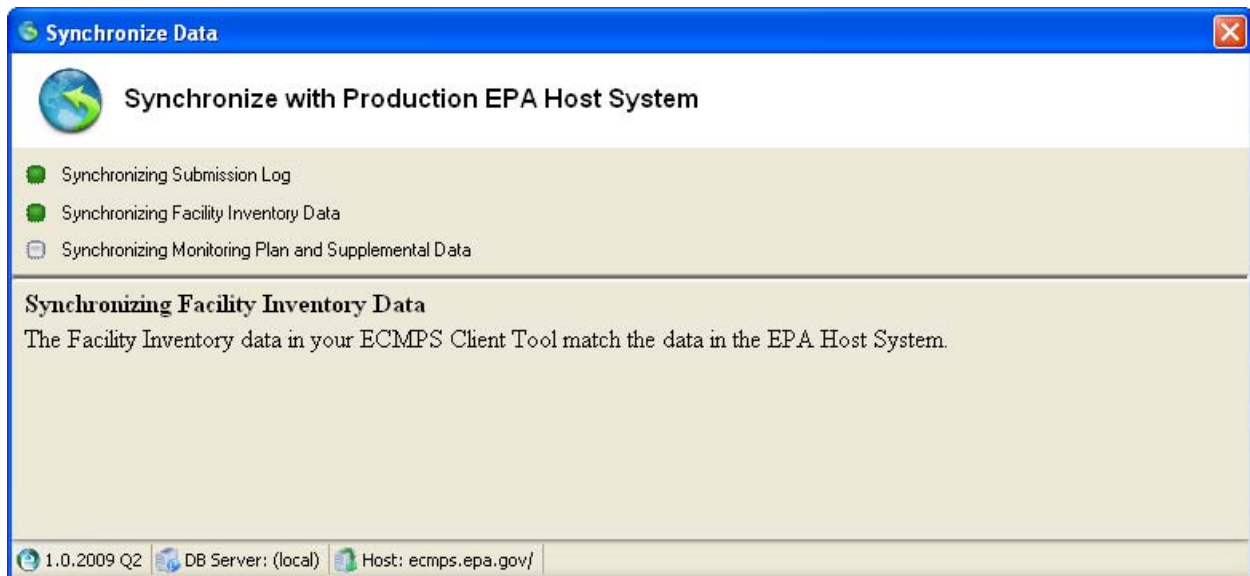 Synchronize Data
Synchronize with Production EPA Host System
Synchronizing Submission Log
Synchronizing Facility Inventory Data
Synchronizing Monitoring Plan and Supplemental Data
Synchronizing Facility Inventory Data
The Facility Inventory data in your ECMPS Client Tool match the data in the EPA Host System.
1.0.2009 Q2 DB Server: (local) Host: ecmps.epa.gov/